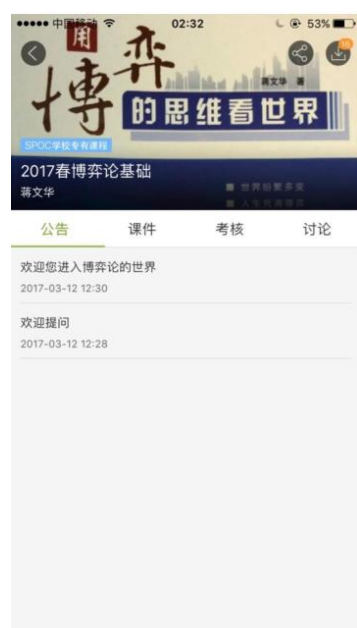 中国移动
02:32
53%
用
博弈
蒋文华 著
的思维看世界
SPOC学校专有课程
2017春博弈论基础
蒋文华
世界纷繁多变
公告
课件
考核
讨论
欢迎您进入博弈论的世界
2017-03-12 12:30
欢迎提问
2017-03-12 12:28